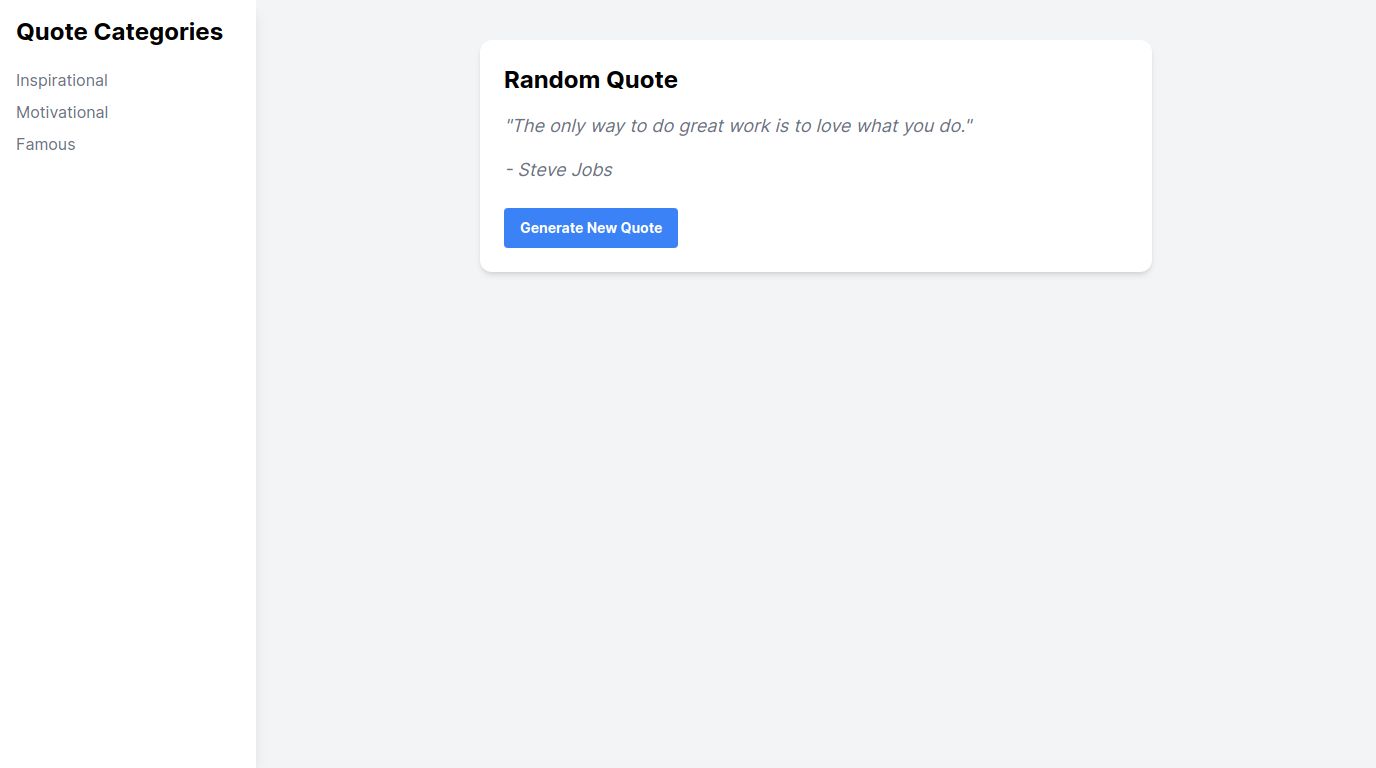 Quote Categories
Inspirational
Motivational
Famous
Random Quote
"The only way to do great work is to love what you do."
- Steve Jobs
Generate New Quote